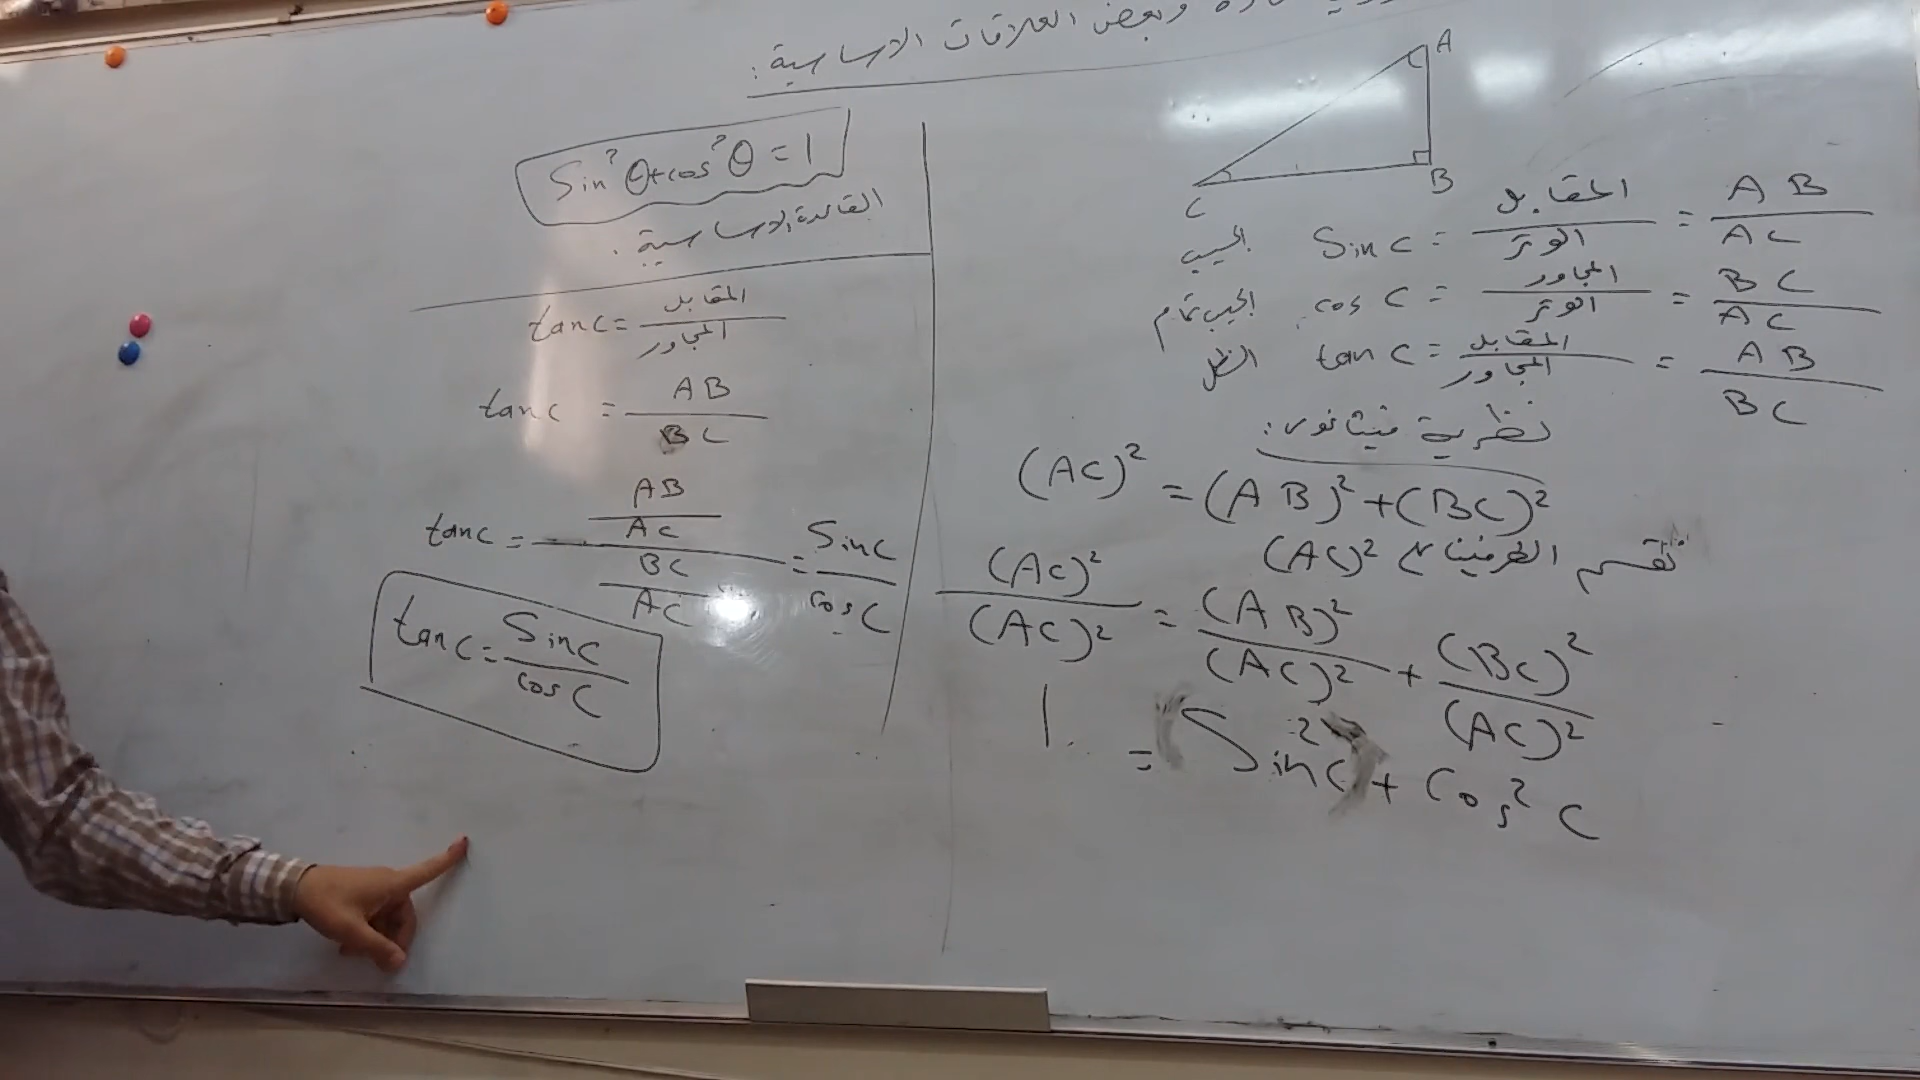 وبعض العلاقات الاساسية :
A
B
C
الجيب Sin C = المقابل / الوتر = AB / AC
الجيب تمام cos C = المجاور / الوتر = BC / AC
الظل tan C = المقابل / المجاور = AB / BC
نظرية فيثاغورس :
(AC)² = (AB)² + (BC)²
نقسم الطرفين على (AC)²
(AC)² / (AC)² = (AB)² / (AC)² + (BC)² / (AC)²
1 = Sin² C + Cos² C
Sin² θ + cos² θ = 1
القاعدة الاساسية .
tan C = المقابل / المجاور
tan C = AB / BC
tan C = (AB / AC) / (BC / AC) = Sin C / cos C
tan C = Sin C / cos C